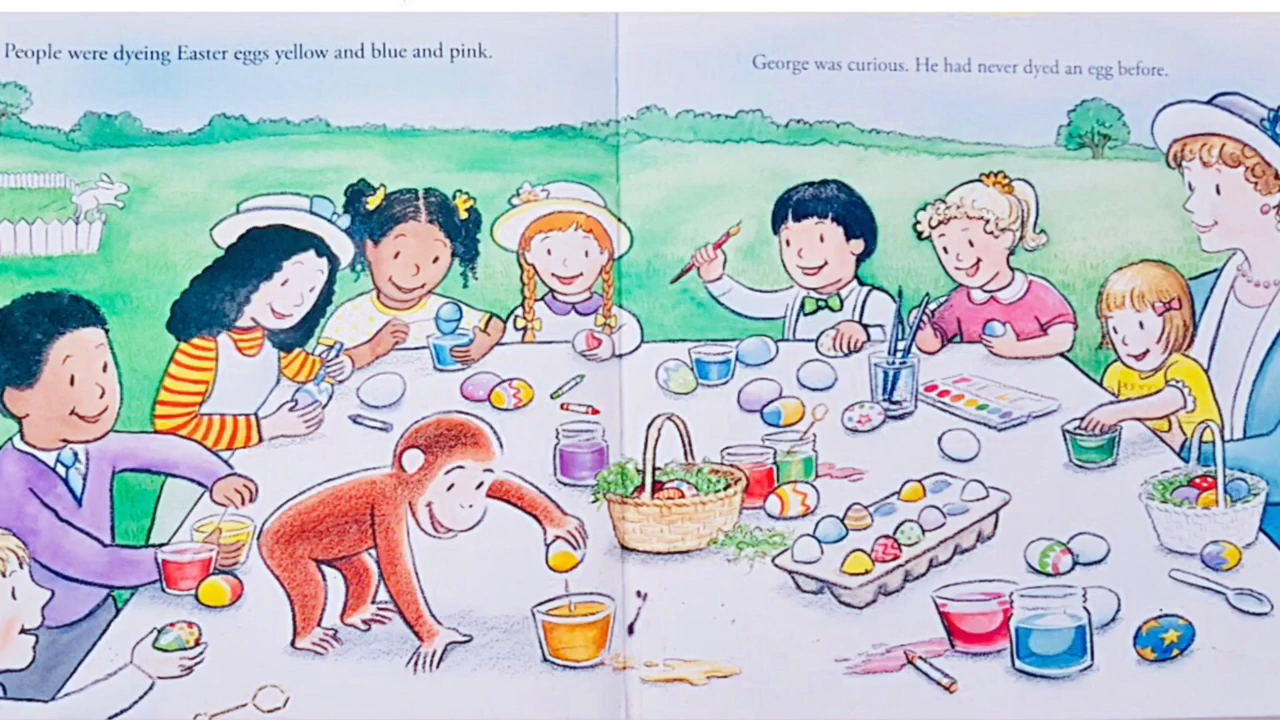 People were dyeing Easter eggs yellow and blue and pink.
George was curious. He had never dyed an egg before.